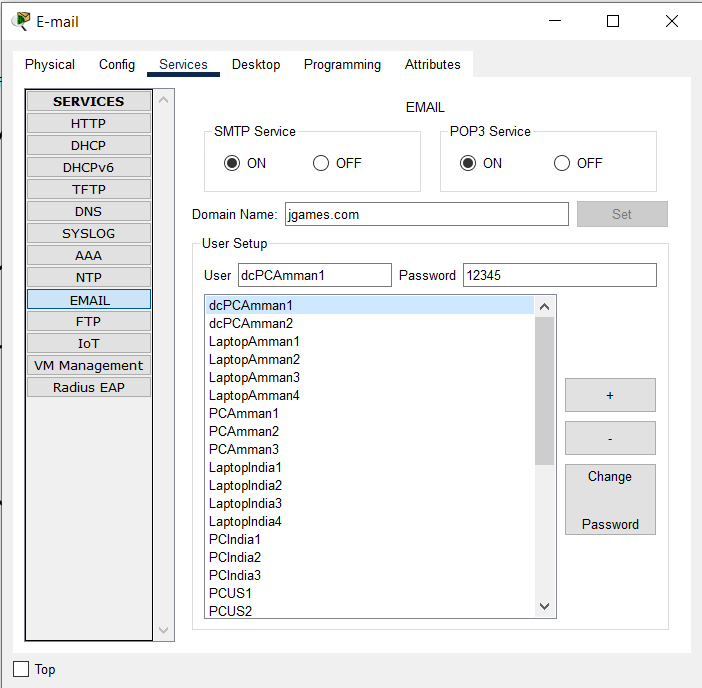 E-mail
Physical Config Services Desktop Programming Attributes
SERVICES
HTTP
DHCP
DHCPv6
TFTP
DNS
SYSLOG
AAA
NTP
EMAIL
FTP
IoT
VM Management
Radius EAP
EMAIL
SMTP Service
ON OFF
POP3 Service
ON OFF
Domain Name: jgames.com Set
User Setup
User dcPCAmman1 Password 12345
dcPCAmman1
dcPCAmman2
LaptopAmman1
LaptopAmman2
LaptopAmman3
LaptopAmman4
PCAmman1
PCAmman2
PCAmman3
LaptopIndia1
LaptopIndia2
LaptopIndia3
LaptopIndia4
PCIndia1
PCIndia2
PCIndia3
PCUS1
PCUS2
+
-
Change
Password
Top